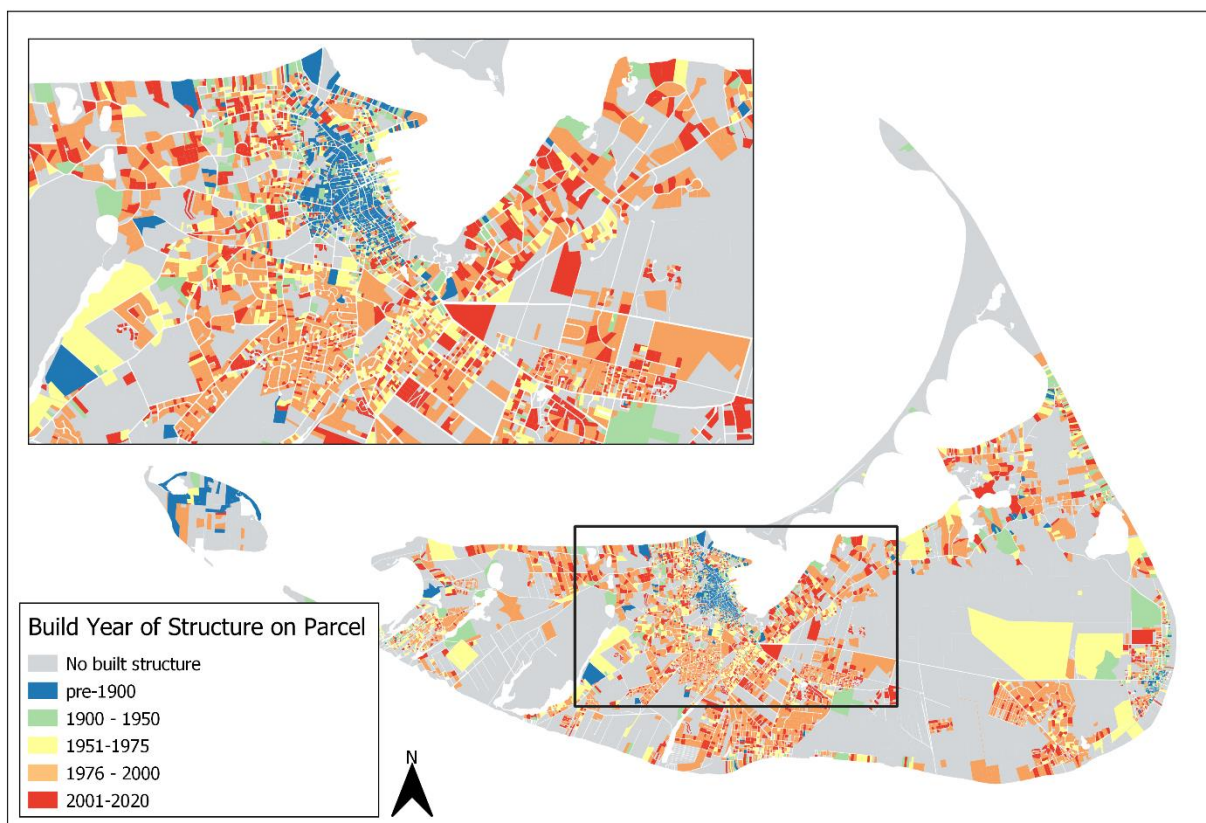 Build Year of Structure on Parcel
No built structure
pre-1900
1900 - 1950
1951-1975
1976 - 2000
2001-2020
N